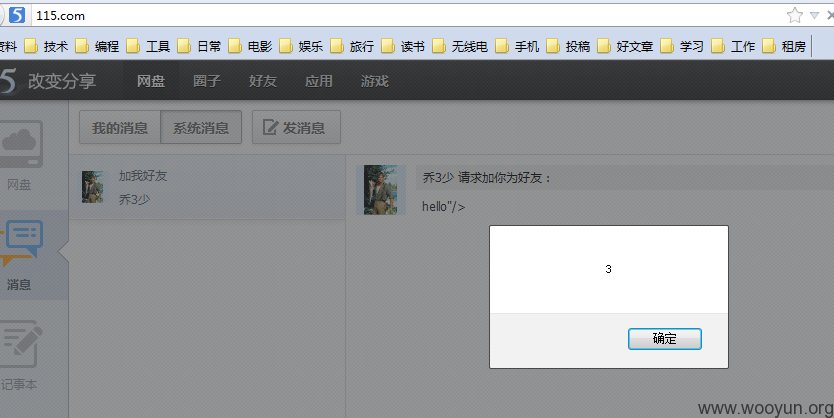 5 115.com
资料 技术 编程 工具 日常 电影 娱乐 旅行 读书 无线电 手机 投稿 好文章 学习 工作 租房
5 改变分享 网盘 圈子 好友 应用 游戏
我的消息 系统消息 发消息
网盘
加我好友
乔3少
乔3少 请求加你为好友：
hello"/>
消息
3
确定
记事本
www.wooyun.org